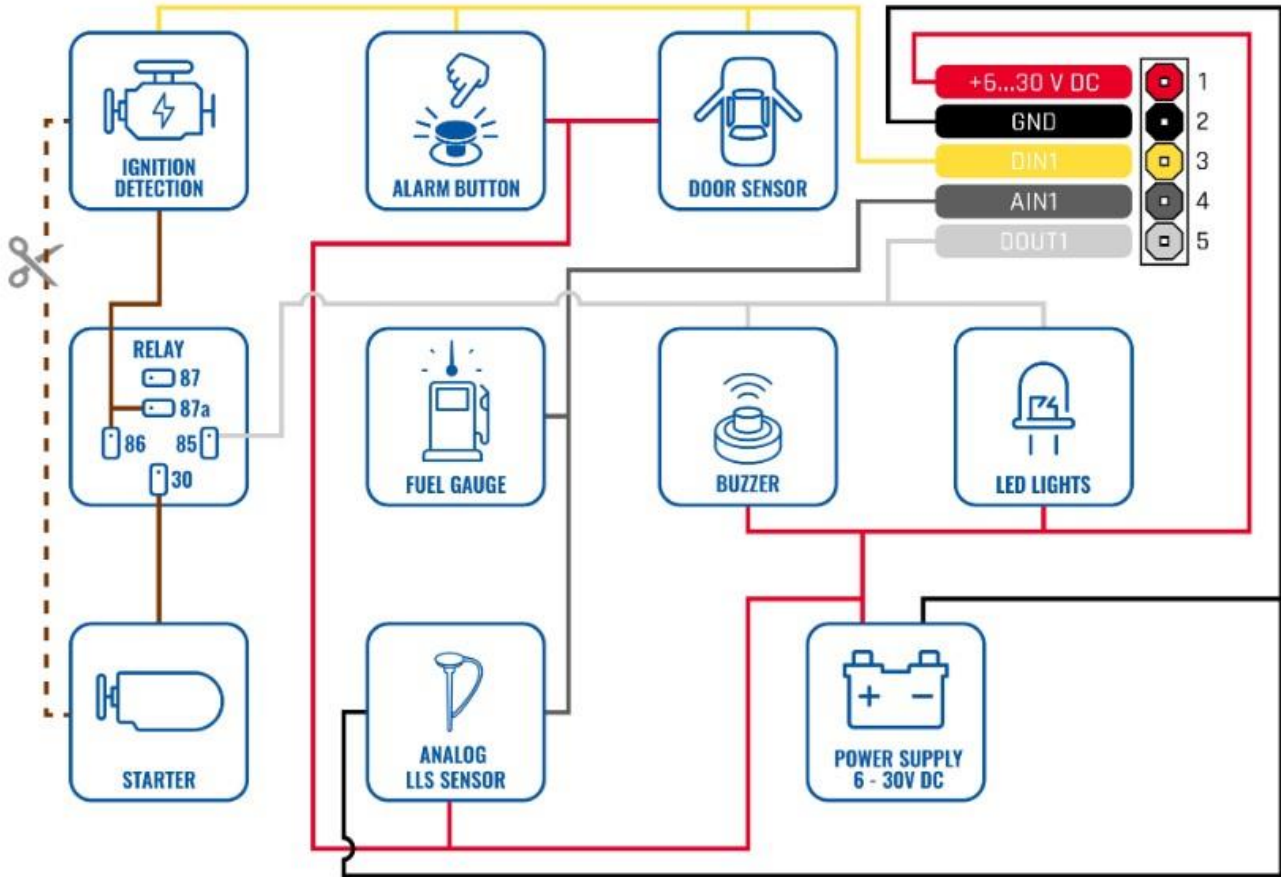 +6...30 V DC
1
GND
2
DIN1
3
AIN1
4
DOUT1
5
IGNITION
DETECTION
ALARM BUTTON
DOOR SENSOR
RELAY
87
87a
86
85
30
FUEL GAUGE
BUZZER
LED LIGHTS
STARTER
ANALOG
LLS SENSOR
+ −
POWER SUPPLY
6 - 30V DC